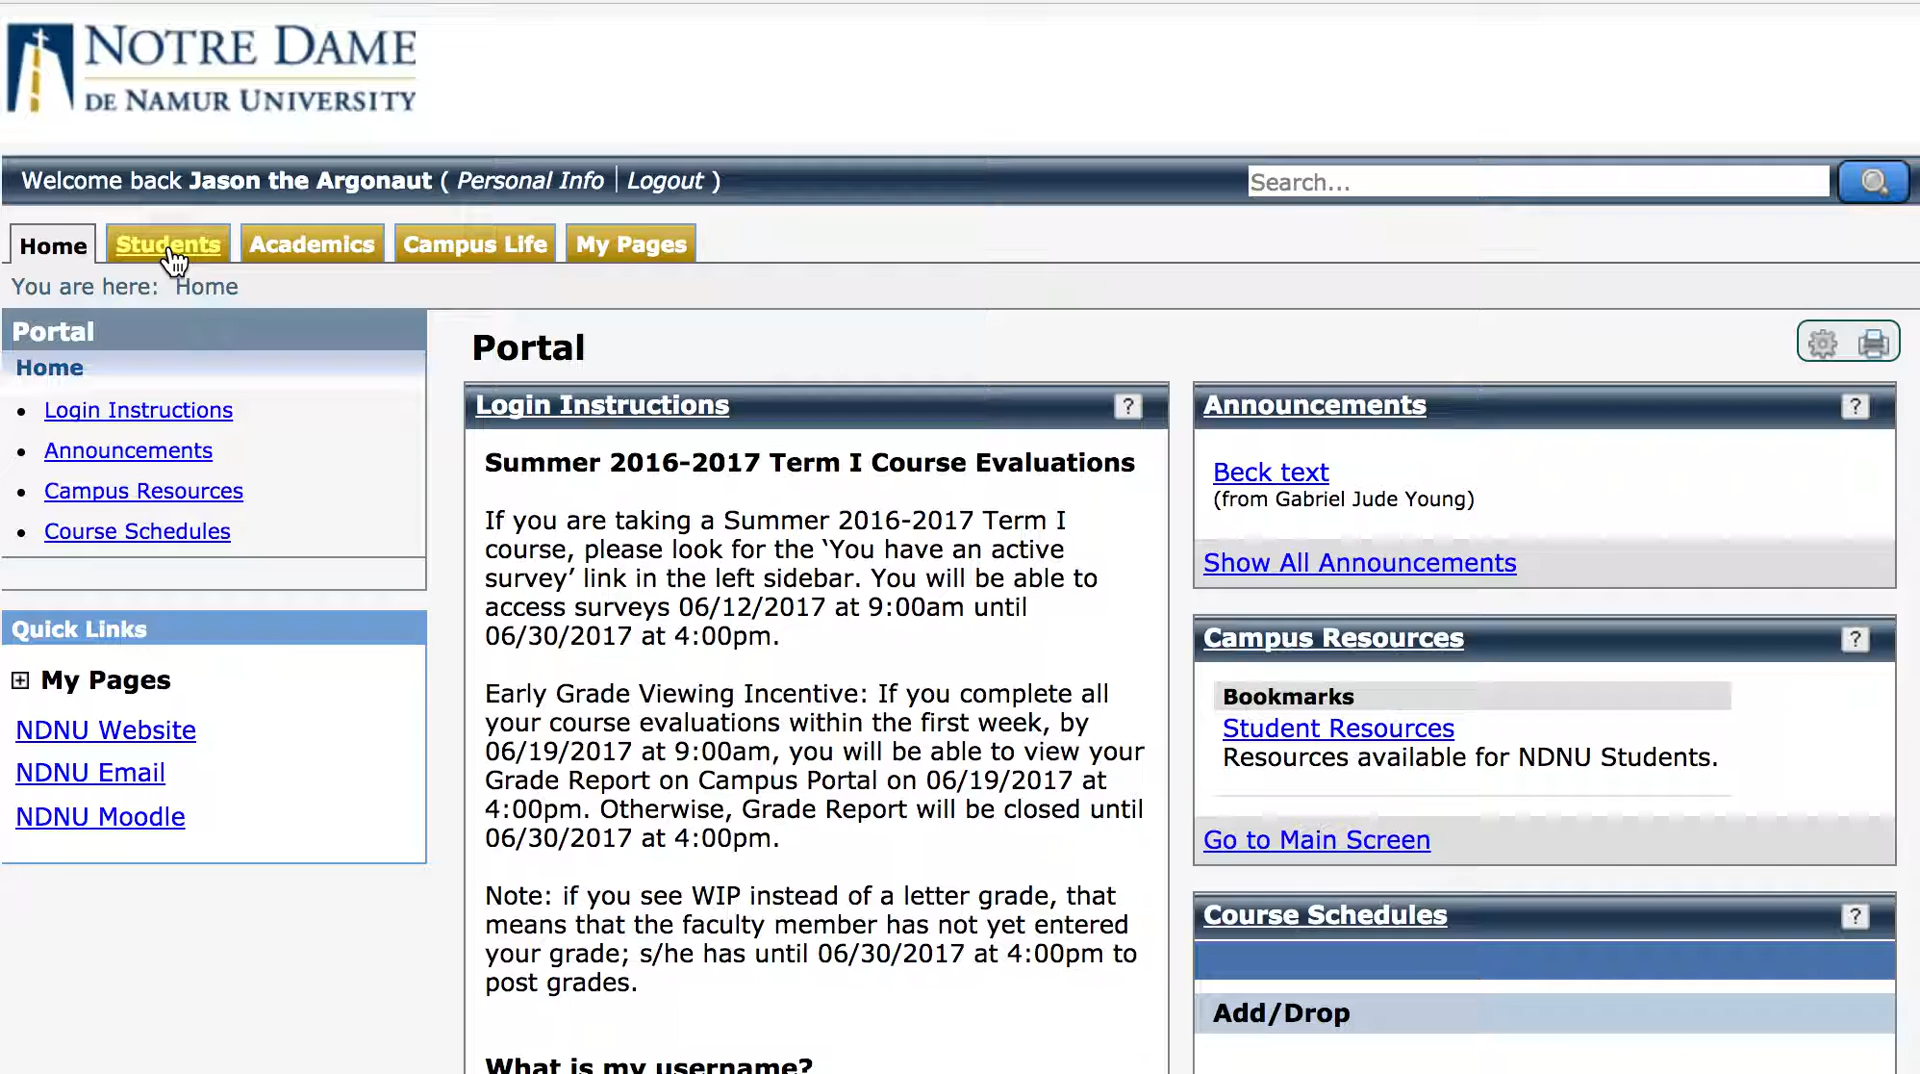 NOTRE DAME
DE NAMUR UNIVERSITY
Welcome back Jason the Argonaut ( Personal Info | Logout )
Search...
Home
Students
Academics
Campus Life
My Pages
You are here: Home
Portal
Home
Login Instructions
Announcements
Campus Resources
Course Schedules
Quick Links
My Pages
NDNU Website
NDNU Email
NDNU Moodle
Portal
Login Instructions
?
Summer 2016-2017 Term I Course Evaluations
If you are taking a Summer 2016-2017 Term I
course, please look for the ‘You have an active
survey’ link in the left sidebar. You will be able to
access surveys 06/12/2017 at 9:00am until
06/30/2017 at 4:00pm.
Early Grade Viewing Incentive: If you complete all
your course evaluations within the first week, by
06/19/2017 at 9:00am, you will be able to view your
Grade Report on Campus Portal on 06/19/2017 at
4:00pm. Otherwise, Grade Report will be closed until
06/30/2017 at 4:00pm.
Note: if you see WIP instead of a letter grade, that
means that the faculty member has not yet entered
your grade; s/he has until 06/30/2017 at 4:00pm to
post grades.
What is my username?
Announcements
?
Beck text
(from Gabriel Jude Young)
Show All Announcements
Campus Resources
?
Bookmarks
Student Resources
Resources available for NDNU Students.
Go to Main Screen
Course Schedules
?
Add/Drop